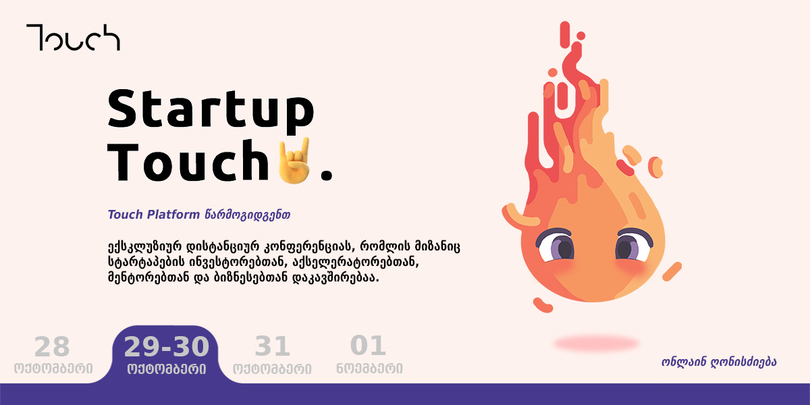 Touch
Startup
Touch🤘.
Touch Platform წარმოგიდგენთ
ექსკლუზიურ დისტანციურ კონფერენციას, რომლის მიზანიც
სტარტაპების ინვესტორებთან, აქსელერატორებთან,
მენტორებთან და ბიზნესებთან დაკავშირებაა.
28 29-30 31 01
ოქტომბერი ოქტომბერი ოქტომბერი ნოემბერი
ონლაინ ღონისძიება